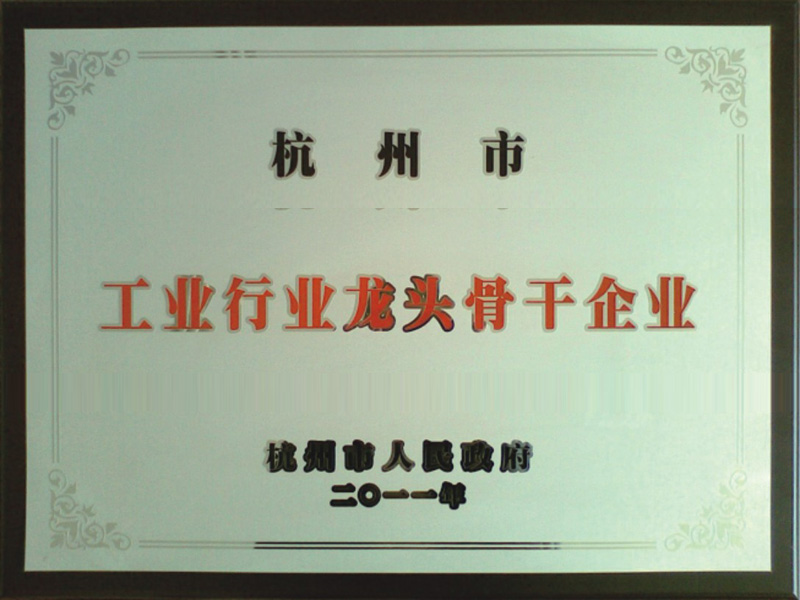 杭州市
工业行业龙头骨干企业
杭州市人民政府
二〇一一年